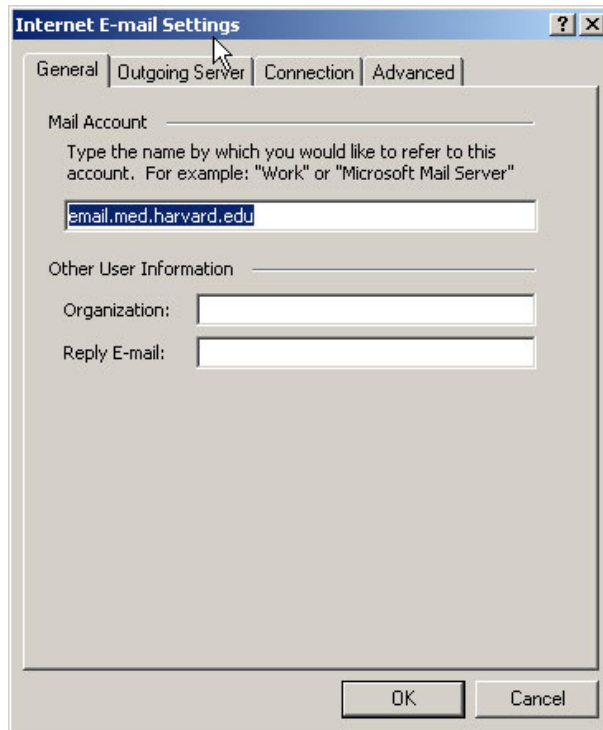 Internet E-mail Settings
General Outgoing Server Connection Advanced
Mail Account
Type the name by which you would like to refer to this
account. For example: "Work" or "Microsoft Mail Server"
email.med.harvard.edu
Other User Information
Organization:
Reply E-mail:
OK Cancel